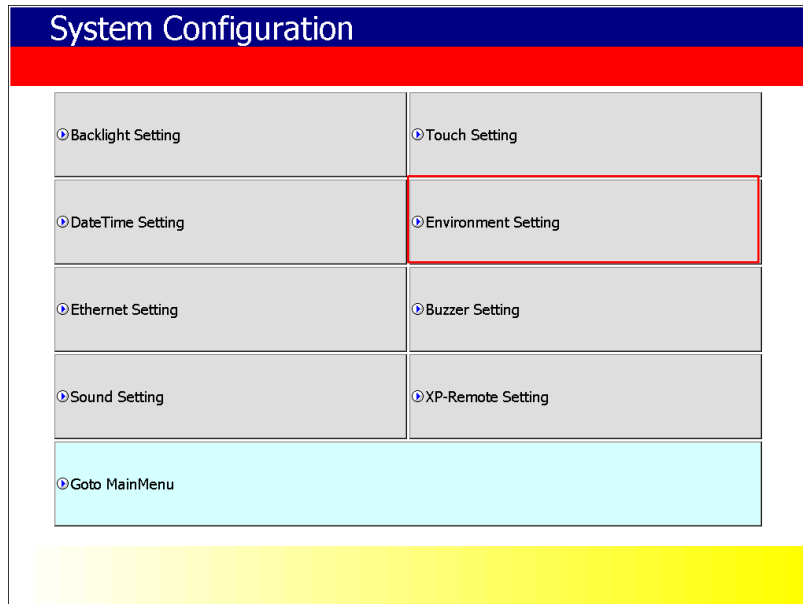 System Configuration
Backlight Setting
Touch Setting
DateTime Setting
Environment Setting
Ethernet Setting
Buzzer Setting
Sound Setting
XP-Remote Setting
Goto MainMenu